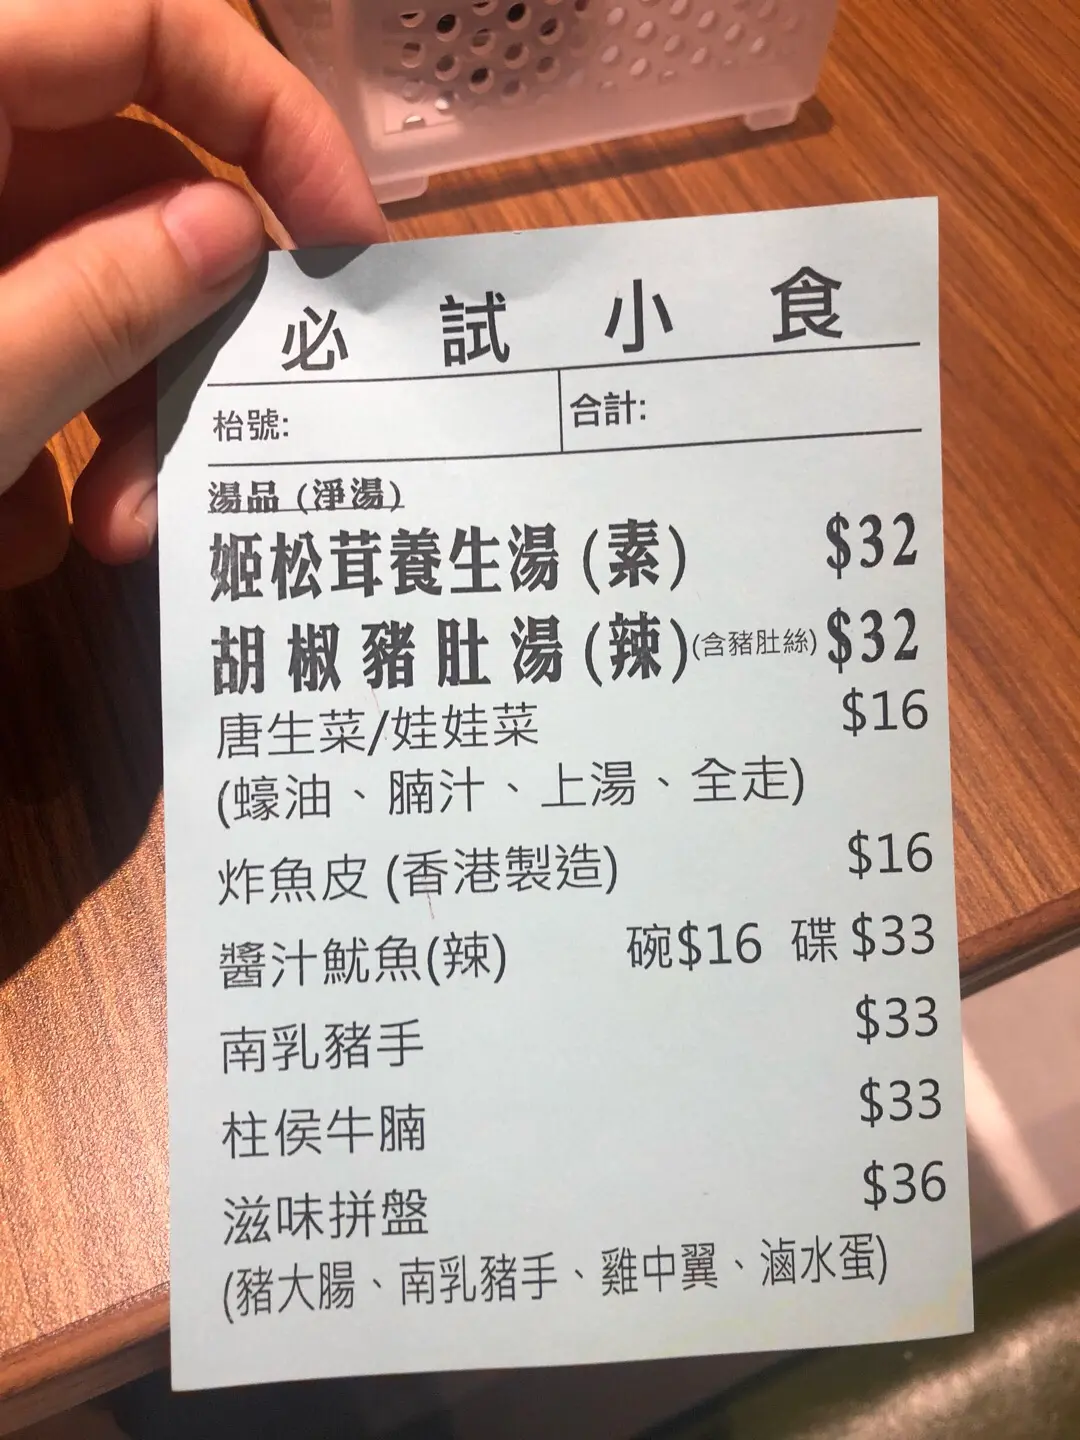 必試小食
枱號:
合計:
湯品 (淨湯)
姬松茸養生湯 (素) $32
胡椒豬肚湯 (辣) (含豬肚絲) $32
唐生菜/娃娃菜 $16
(蠔油、腩汁、上湯、全走)
炸魚皮 (香港製造) $16
醬汁魷魚(辣) 碗$16 碟$33
南乳豬手 $33
柱侯牛腩 $33
滋味拼盤 $36
(豬大腸、南乳豬手、雞中翼、滷水蛋)